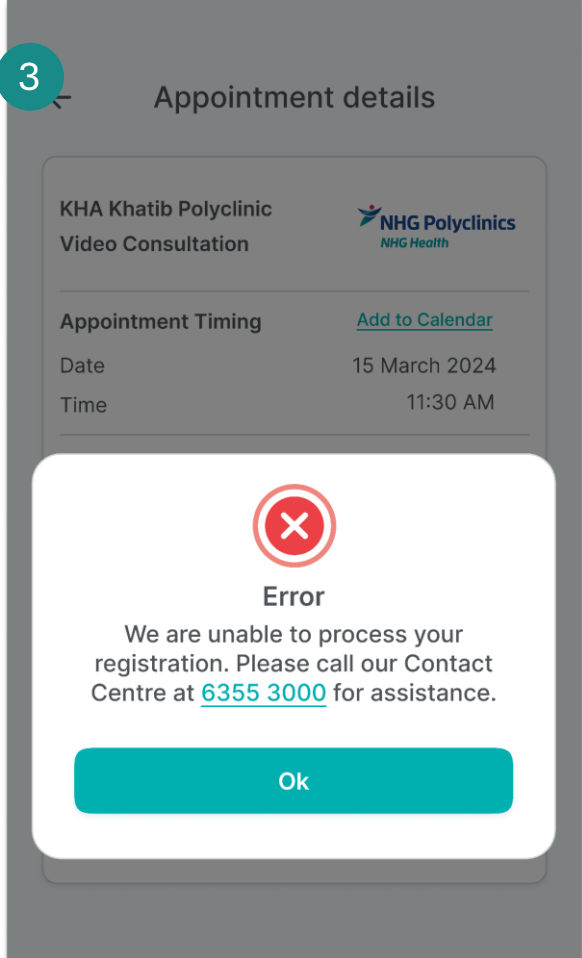 3
Appointment details
KHA Khatib Polyclinic
Video Consultation
NHG Polyclinics
NHG Health
Appointment Timing
Add to Calendar
Date
15 March 2024
Time
11:30 AM
Error
We are unable to process your
registration. Please call our Contact
Centre at 6355 3000 for assistance.
Ok